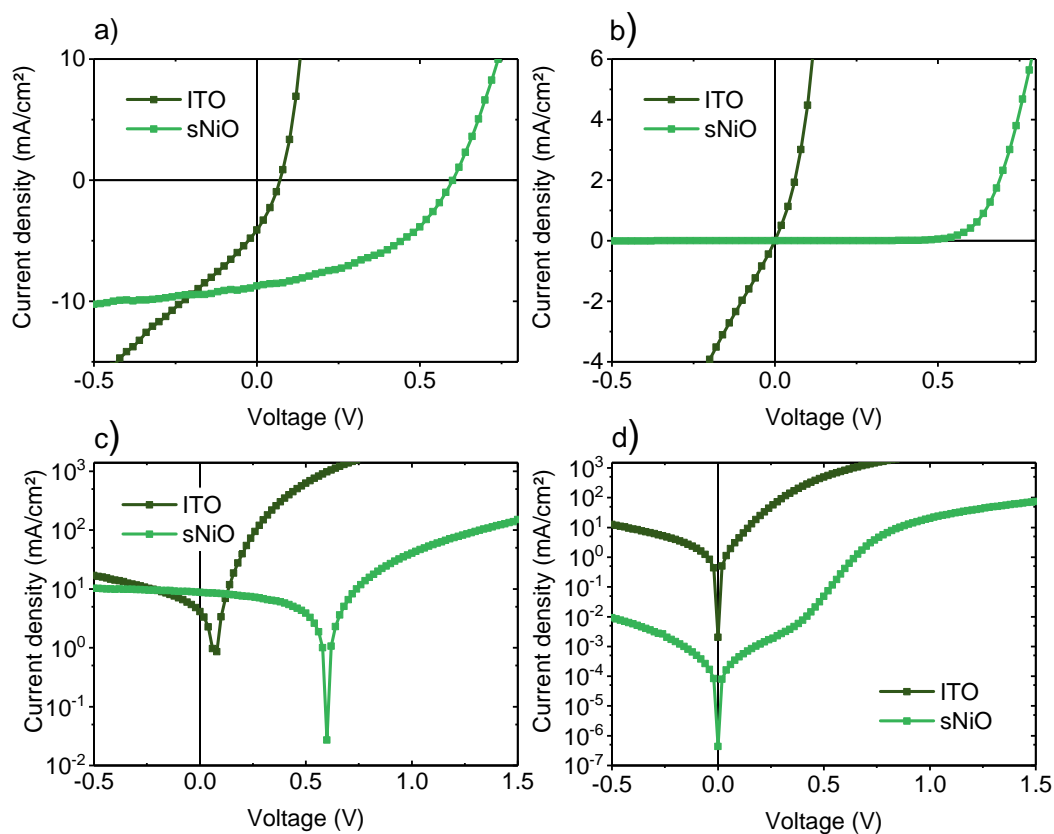 a)
10
0
-10
-0.5
0.0
0.5
Current density (mA/cm²)
Voltage (V)
ITO
sNiO
b)
6
4
2
0
-2
-4
-0.5
0.0
0.5
Current density (mA/cm²)
Voltage (V)
ITO
sNiO
c)
10³
10²
10¹
10⁰
10⁻¹
10⁻²
-0.5
0.0
0.5
1.0
1.5
Current density (mA/cm²)
Voltage (V)
ITO
sNiO
d)
10³
10²
10¹
10⁰
10⁻¹
10⁻²
10⁻³
10⁻⁴
10⁻⁵
10⁻⁶
10⁻⁷
-0.5
0.0
0.5
1.0
1.5
Current density (mA/cm²)
Voltage (V)
ITO
sNiO